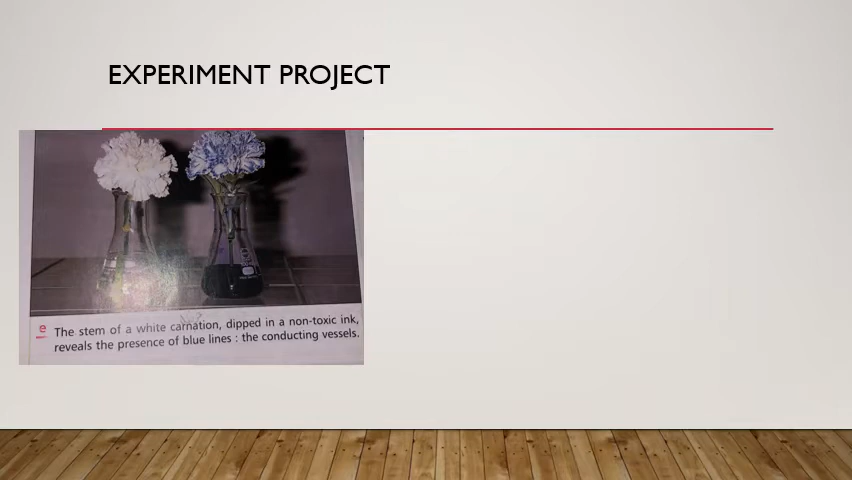 EXPERIMENT PROJECT
e The stem of a white carnation, dipped in a non-toxic ink,
reveals the presence of blue lines : the conducting vessels.